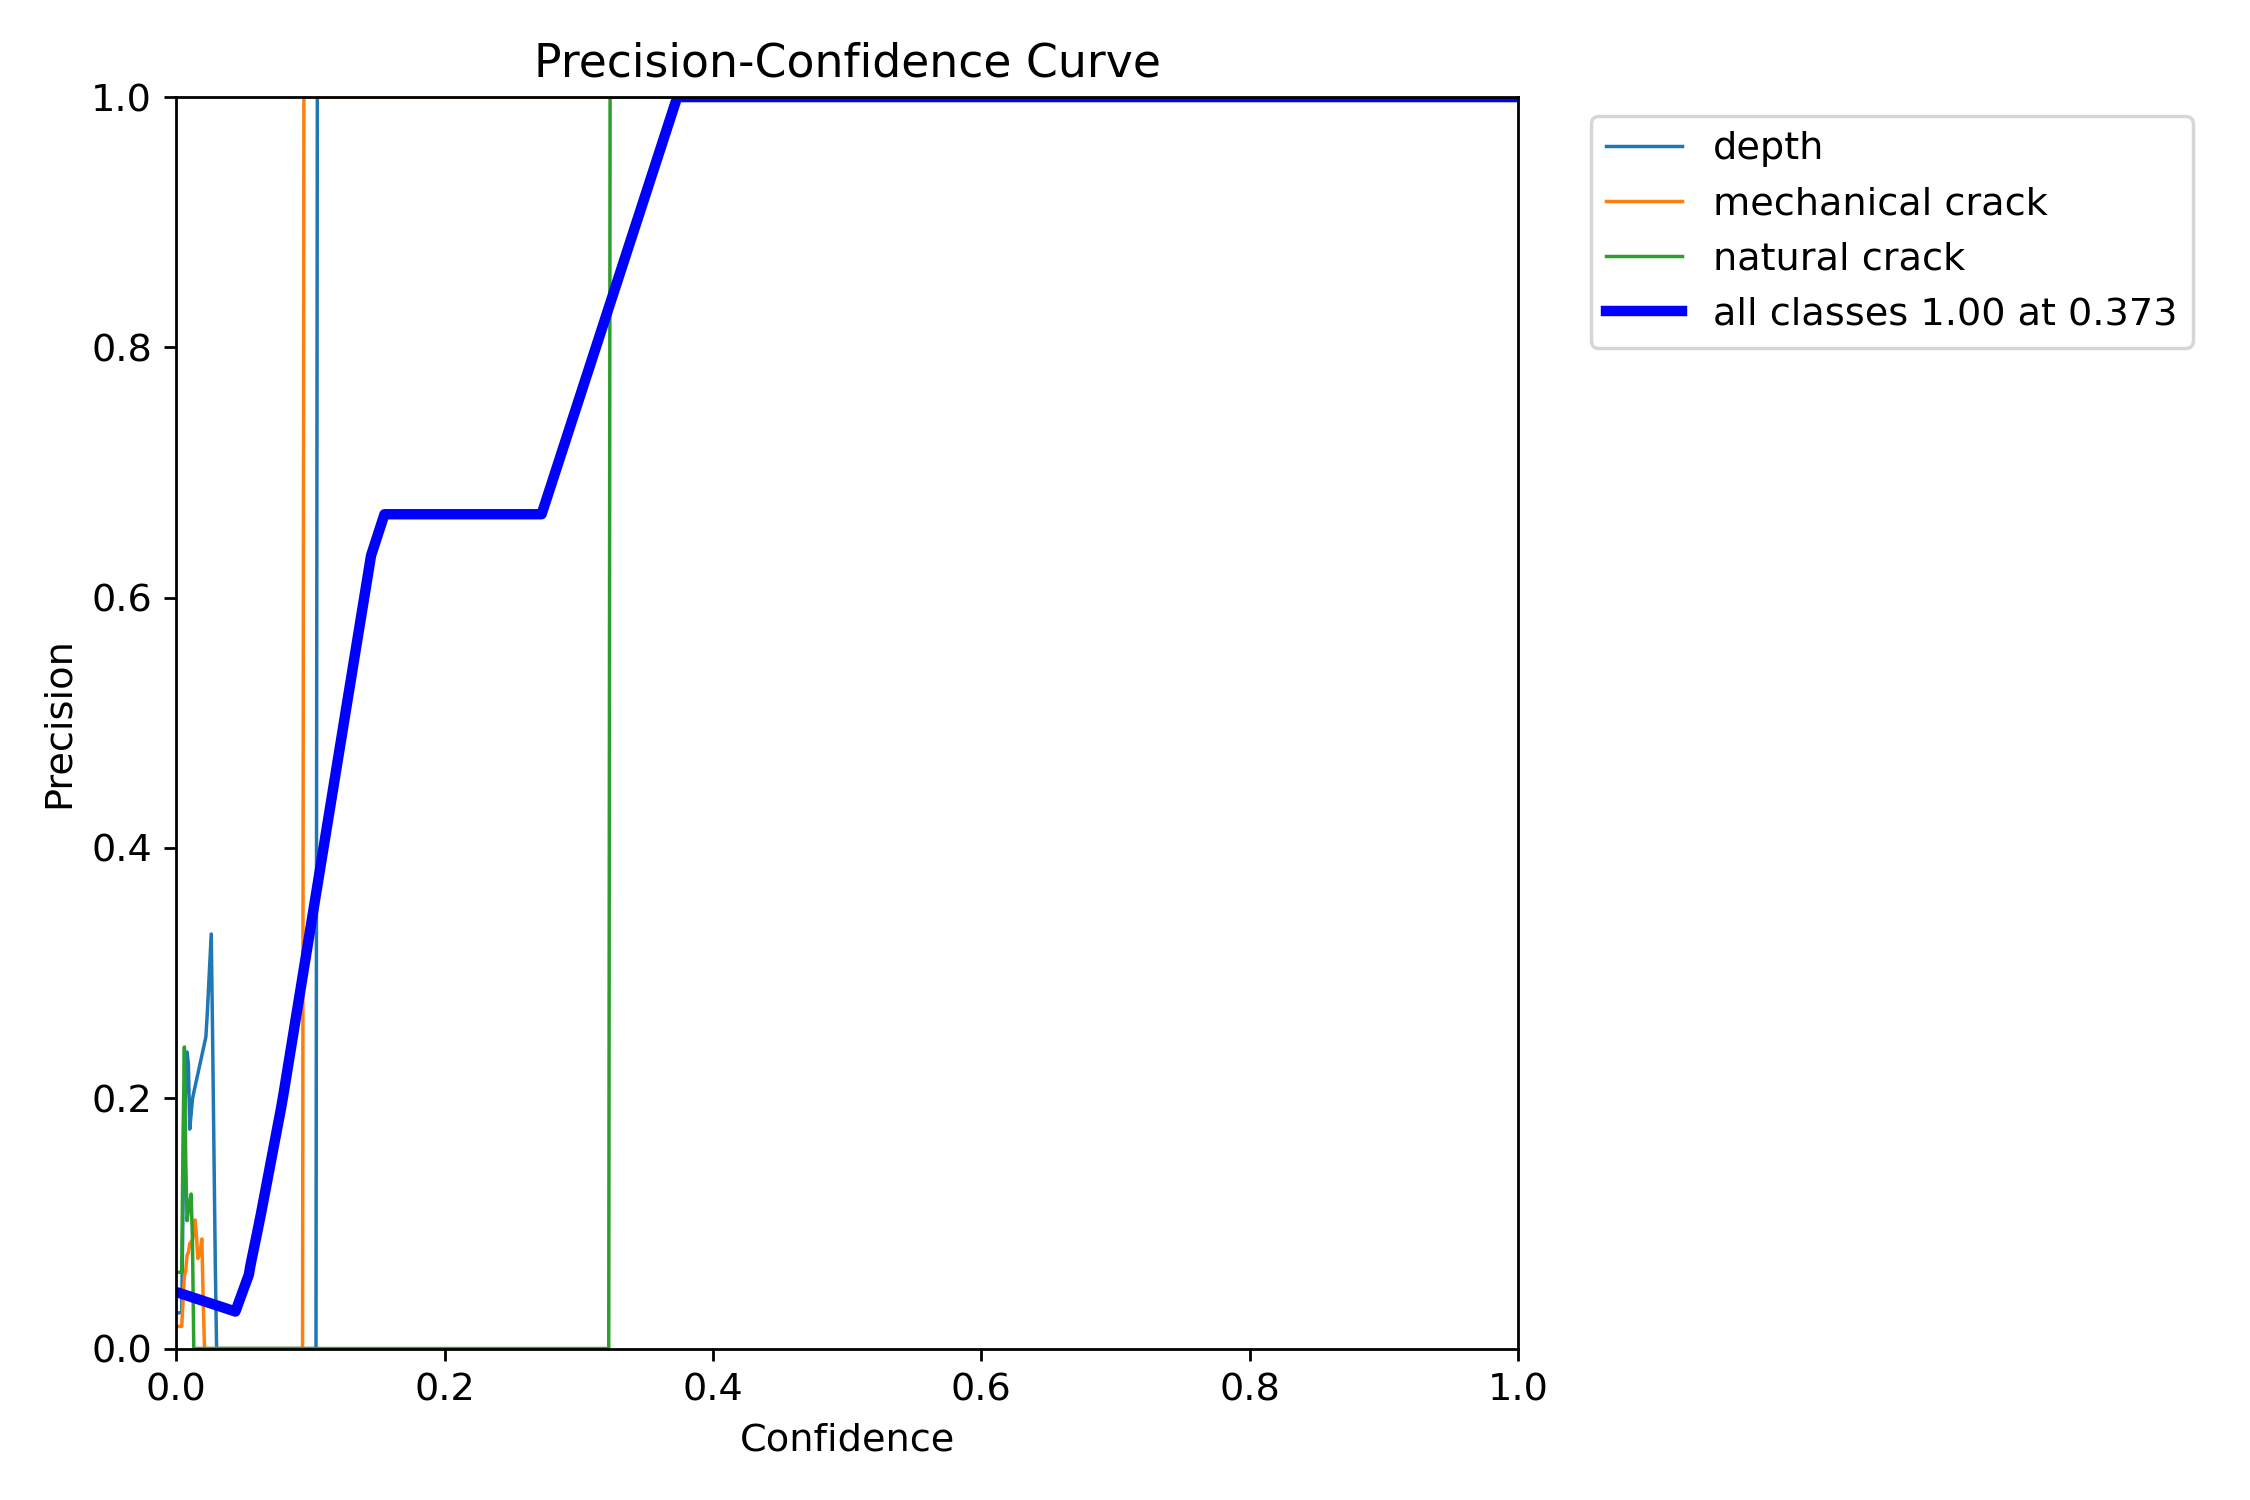 Precision-Confidence Curve
1.0
0.8
0.6
0.4
0.2
0.0
Precision
0.0 0.2 0.4 0.6 0.8 1.0
Confidence
depth
mechanical crack
natural crack
all classes 1.00 at 0.373